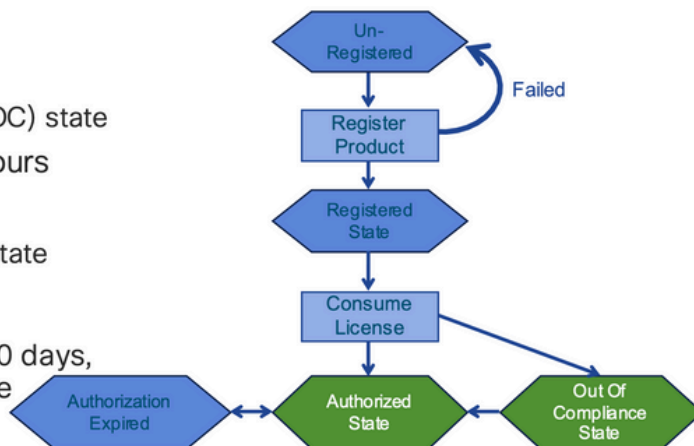 Un-
Registered
Failed
OC) state
Register
Product
ours
Registered
State
tate
Consume
License
0 days,
e
Authorization
Expired
Authorized
State
Out Of
Compliance
State